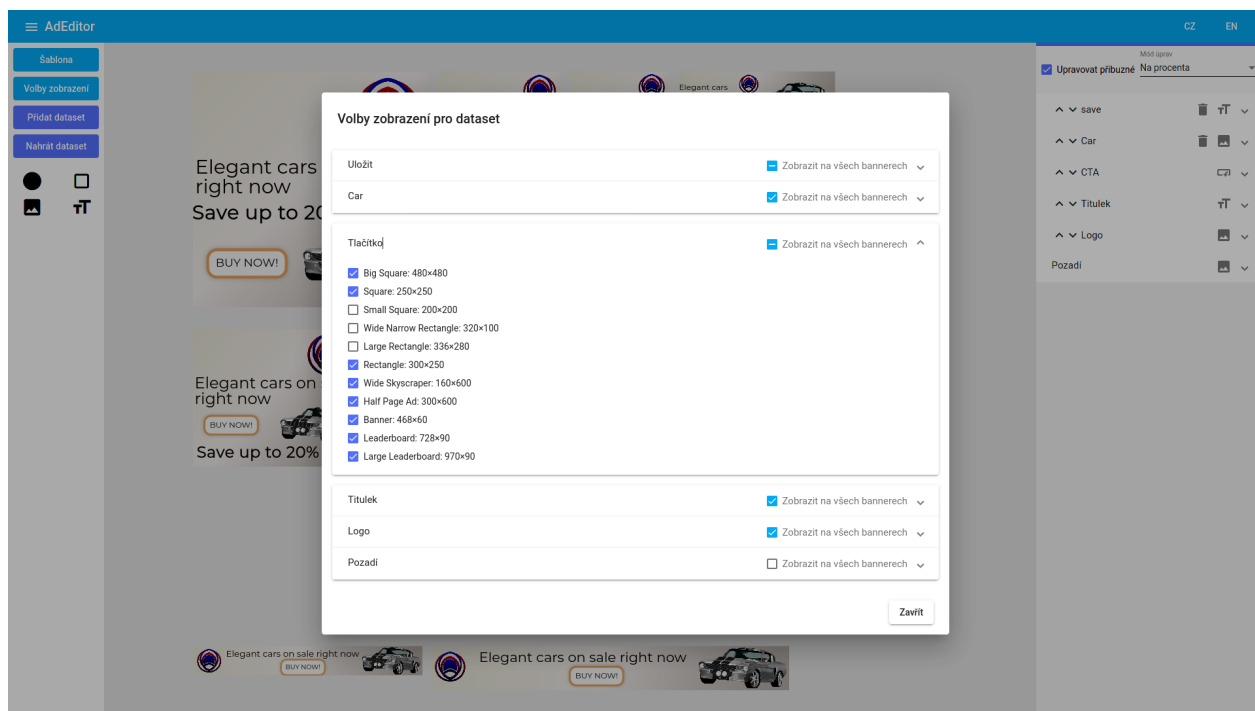 AdEditor
CZ EN
Šablona
Volby zobrazení
Přidat dataset
Nahrát dataset
Elegant cars
Elegant cars
right now
Save up to 20
BUY NOW!
Elegant cars on
right now
BUY NOW!
Save up to 20%
Volby zobrazení pro dataset
Uložit Zobrazit na všech bannerech
Car Zobrazit na všech bannerech
Tlačítko Zobrazit na všech bannerech
Big Square: 480×480
Square: 250×250
Small Square: 200×200
Wide Narrow Rectangle: 320×100
Large Rectangle: 336×280
Rectangle: 300×250
Wide Skyscraper: 160×600
Half Page Ad: 300×600
Banner: 468×60
Leaderboard: 728×90
Large Leaderboard: 970×90
Titulek Zobrazit na všech bannerech
Logo Zobrazit na všech bannerech
Pozadí Zobrazit na všech bannerech
Zavřít
Elegant cars on sale right now
BUY NOW!
Elegant cars on sale right now
BUY NOW!
Mód úprav
Upravovat příbuzné Na procenta
save
Car
CTA
Titulek
Logo
Pozadí